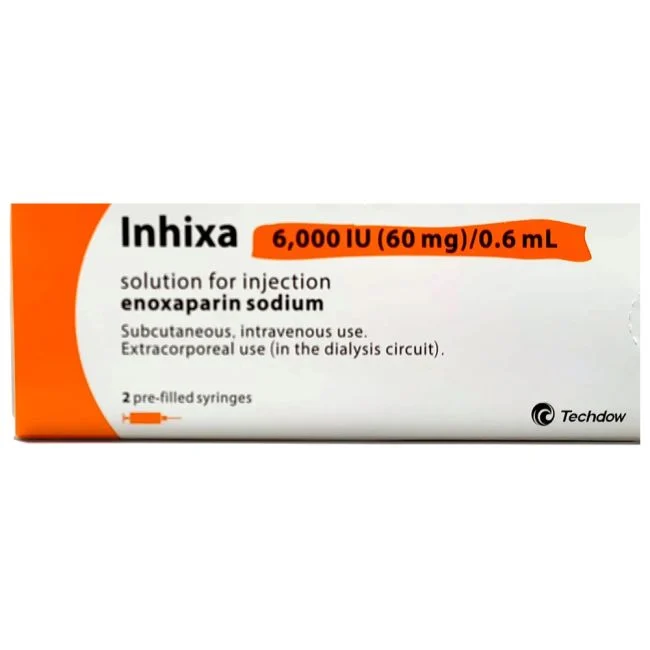 Inhixa 6,000 IU (60 mg)/0.6 mL
solution for injection
enoxaparin sodium
Subcutaneous, intravenous use.
Extracorporeal use (in the dialysis circuit).
2 pre-filled syringes
Techdow